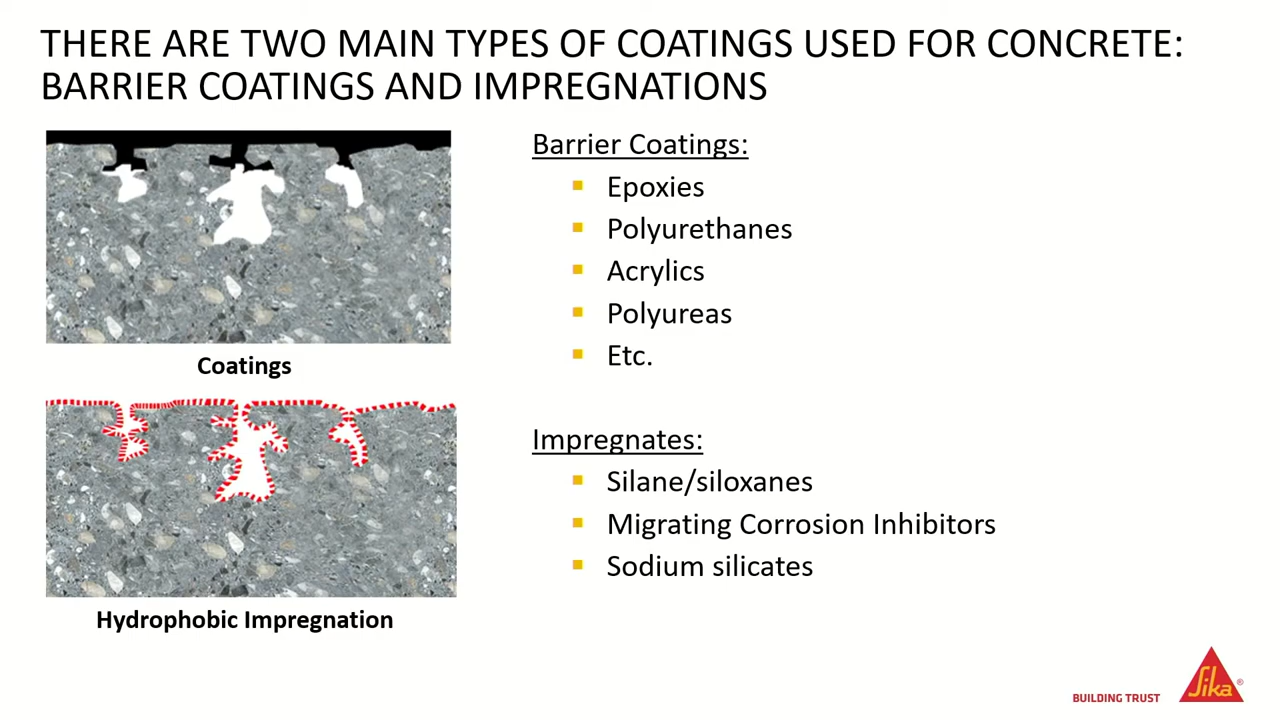 THERE ARE TWO MAIN TYPES OF COATINGS USED FOR CONCRETE:
BARRIER COATINGS AND IMPREGNATIONS
Coatings
Hydrophobic Impregnation
Barrier Coatings:
Epoxies
Polyurethanes
Acrylics
Polyureas
Etc.
Impregnates:
Silane/siloxanes
Migrating Corrosion Inhibitors
Sodium silicates
BUILDING TRUST
Sika®